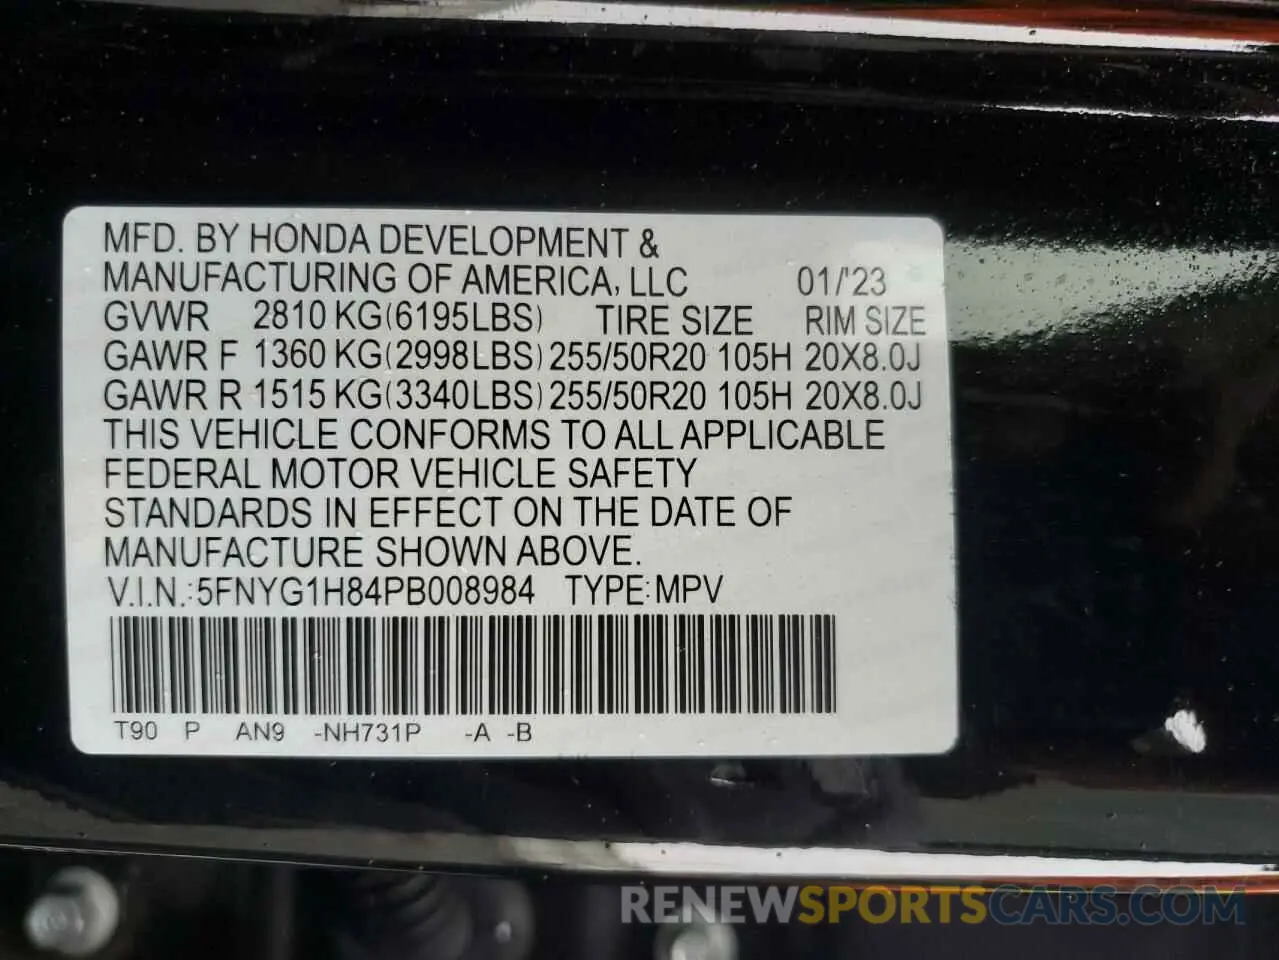 MFD. BY HONDA DEVELOPMENT &
MANUFACTURING OF AMERICA, LLC 01/'23
GVWR 2810 KG(6195LBS) TIRE SIZE RIM SIZE
GAWR F 1360 KG(2998LBS) 255/50R20 105H 20X8.0J
GAWR R 1515 KG(3340LBS) 255/50R20 105H 20X8.0J
THIS VEHICLE CONFORMS TO ALL APPLICABLE
FEDERAL MOTOR VEHICLE SAFETY
STANDARDS IN EFFECT ON THE DATE OF
MANUFACTURE SHOWN ABOVE.
V.I.N.:5FNYG1H84PB008984 TYPE:MPV
T90 P AN9 -NH731P -A -B
RENEWSPORTSCARS.COM